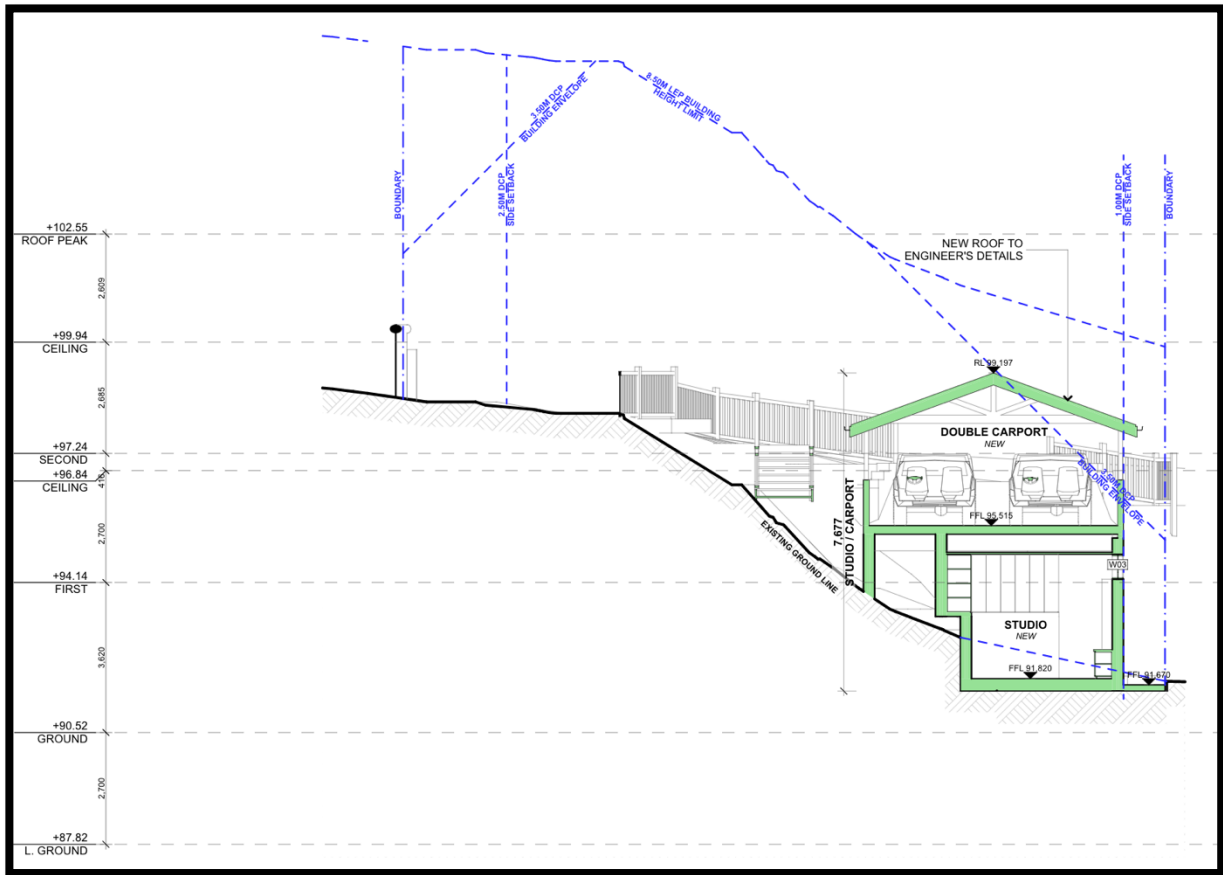 8.50M LEP BUILDING
HEIGHT LIMIT
3.50M DCP
BUILDING ENVELOPE
BOUNDARY
2.50M DCP
SIDE SETBACK
1.00M DCP
SIDE SETBACK
BOUNDARY
+102.55
ROOF PEAK
NEW ROOF TO
ENGINEER'S DETAILS
2,609
+99.94
CEILING
RL 99.197
2,685
DOUBLE CARPORT
NEW
+97.24
SECOND
+96.84
CEILING
3.50M DCP
BUILDING ENVELOPE
7,677
STUDIO / CARPORT
FFL 95.515
2,700
EXISTING GROUND LINE
W03
+94.14
FIRST
STUDIO
NEW
3,620
FFL 91.820
FFL 91.670
+90.52
GROUND
2,700
+87.82
L. GROUND